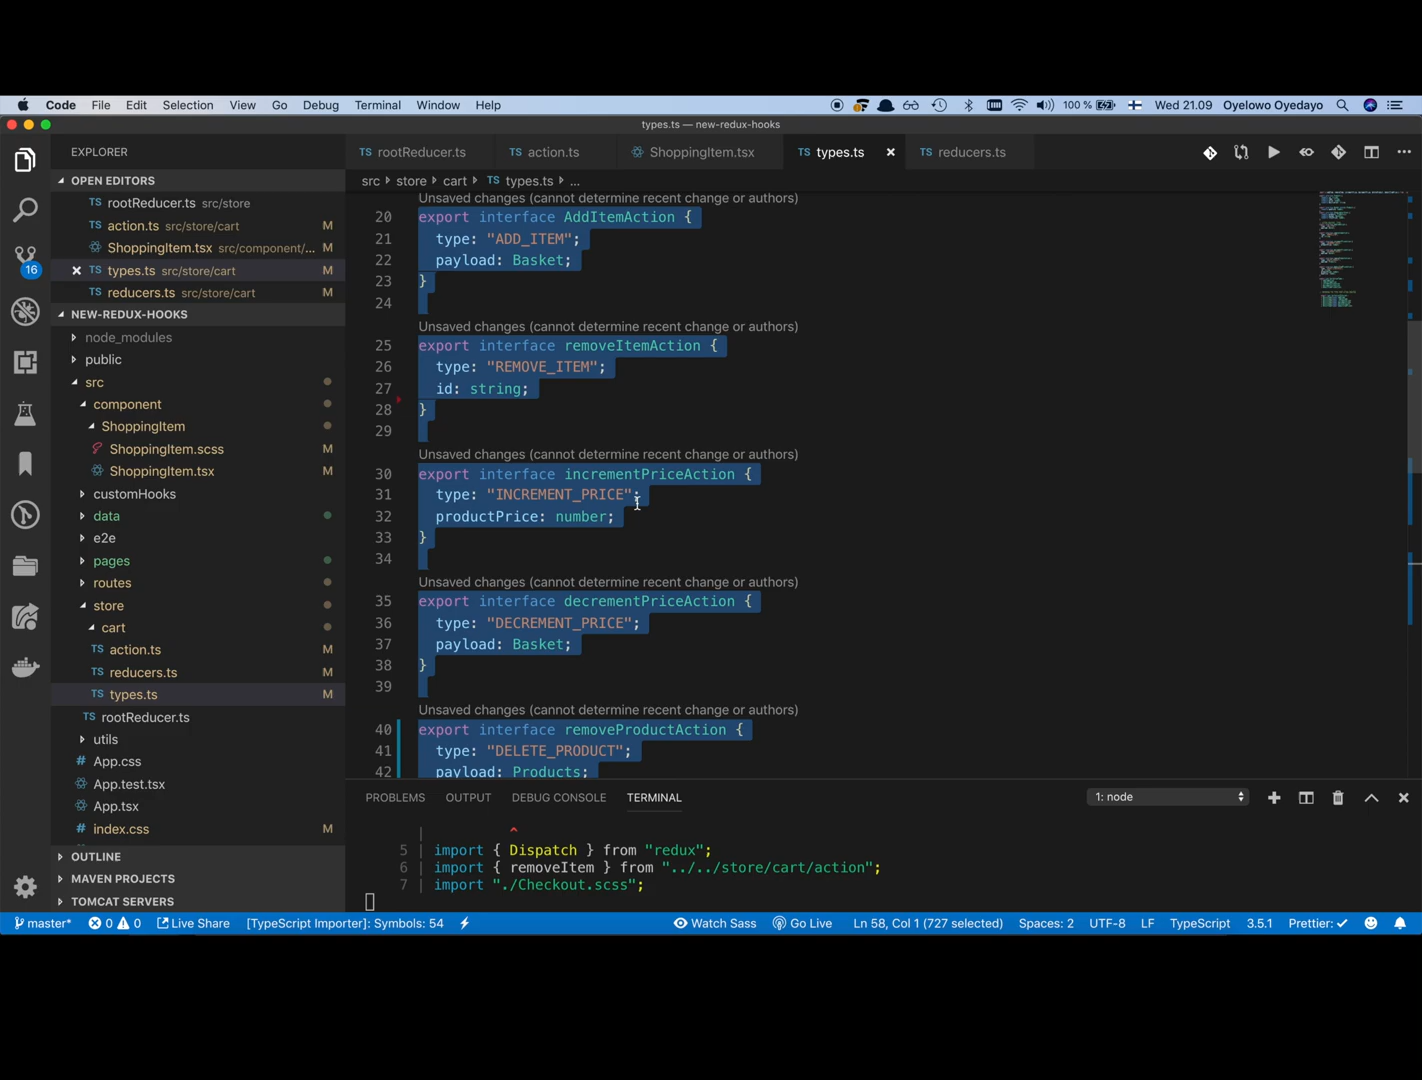 Code File Edit Selection View Go Debug Terminal Window Help 100 % Wed 21.09 Oyelowo Oyedayo
types.ts — new-redux-hooks
EXPLORER
OPEN EDITORS
rootReducer.ts src/store
action.ts src/store/cart M
ShoppingItem.tsx src/component/... M
types.ts src/store/cart M
reducers.ts src/store/cart M
NEW-REDUX-HOOKS
node_modules
public
src
component
ShoppingItem
ShoppingItem.scss M
ShoppingItem.tsx M
customHooks
data
e2e
pages
routes
store
cart
TS action.ts M
TS reducers.ts M
TS types.ts M
TS rootReducer.ts
utils
# App.css
App.test.tsx
App.tsx
# index.css M
OUTLINE
MAVEN PROJECTS
TOMCAT SERVERS
16
TS rootReducer.ts TS action.ts ShoppingItem.tsx TS types.ts TS reducers.ts
src store cart TS types.ts ...
Unsaved changes (cannot determine recent change or authors)
20 export interface AddItemAction {
21 type: "ADD_ITEM";
22 payload: Basket;
23 }
24
Unsaved changes (cannot determine recent change or authors)
25 export interface removeItemAction {
26 type: "REMOVE_ITEM";
27 id: string;
28 }
29
Unsaved changes (cannot determine recent change or authors)
30 export interface incrementPriceAction {
31 type: "INCREMENT_PRICE";
32 productPrice: number;
33 }
34
Unsaved changes (cannot determine recent change or authors)
35 export interface decrementPriceAction {
36 type: "DECREMENT_PRICE";
37 payload: Basket;
38 }
39
Unsaved changes (cannot determine recent change or authors)
40 export interface removeProductAction {
41 type: "DELETE_PRODUCT";
42 payload: Products;
PROBLEMS OUTPUT DEBUG CONSOLE TERMINAL 1: node
| ^
5 | import { Dispatch } from "redux";
6 | import { removeItem } from "../../store/cart/action";
7 | import "./Checkout.scss";
master* 0 0 Live Share [TypeScript Importer]: Symbols: 54 Watch Sass Go Live Ln 58, Col 1 (727 selected) Spaces: 2 UTF-8 LF TypeScript 3.5.1 Prettier: ✓